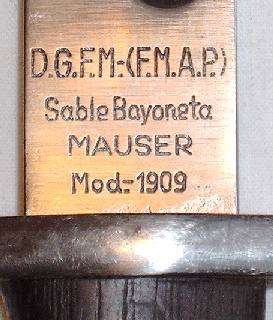 D.G.F.M-(F.M.A.P.)
Sable Bayoneta
MAUSER
Mod-1909